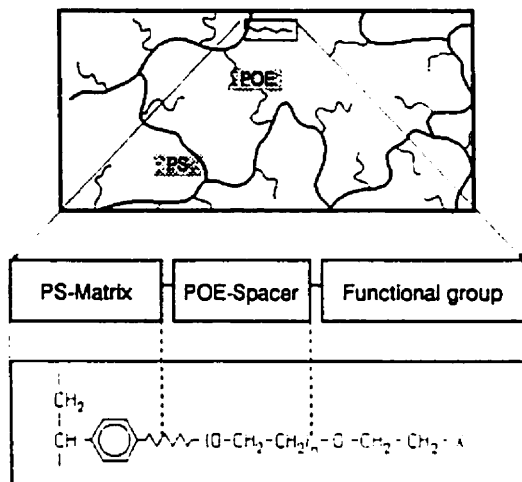 POE
PS
PS-Matrix POE-Spacer Functional group
CH₂
CH (O-CH₂-CH₂)ₙ-O-CH₂-CH₂-X